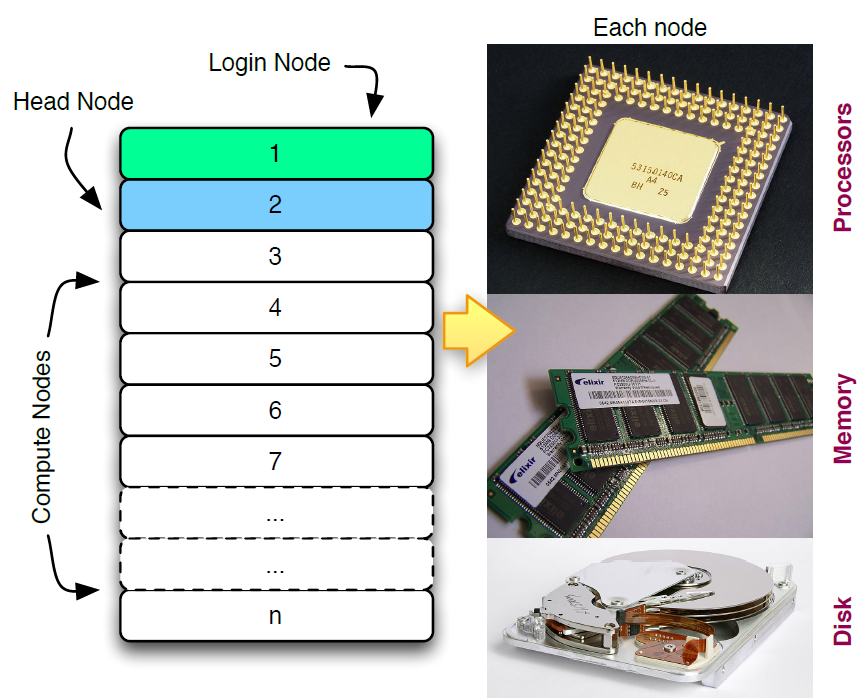 Each node
Login Node
Head Node
1
2
3
4
5
6
7
...
...
n
Compute Nodes
Processors
Memory
Disk
53150140CA
A4
BH 25
elixir
elixir